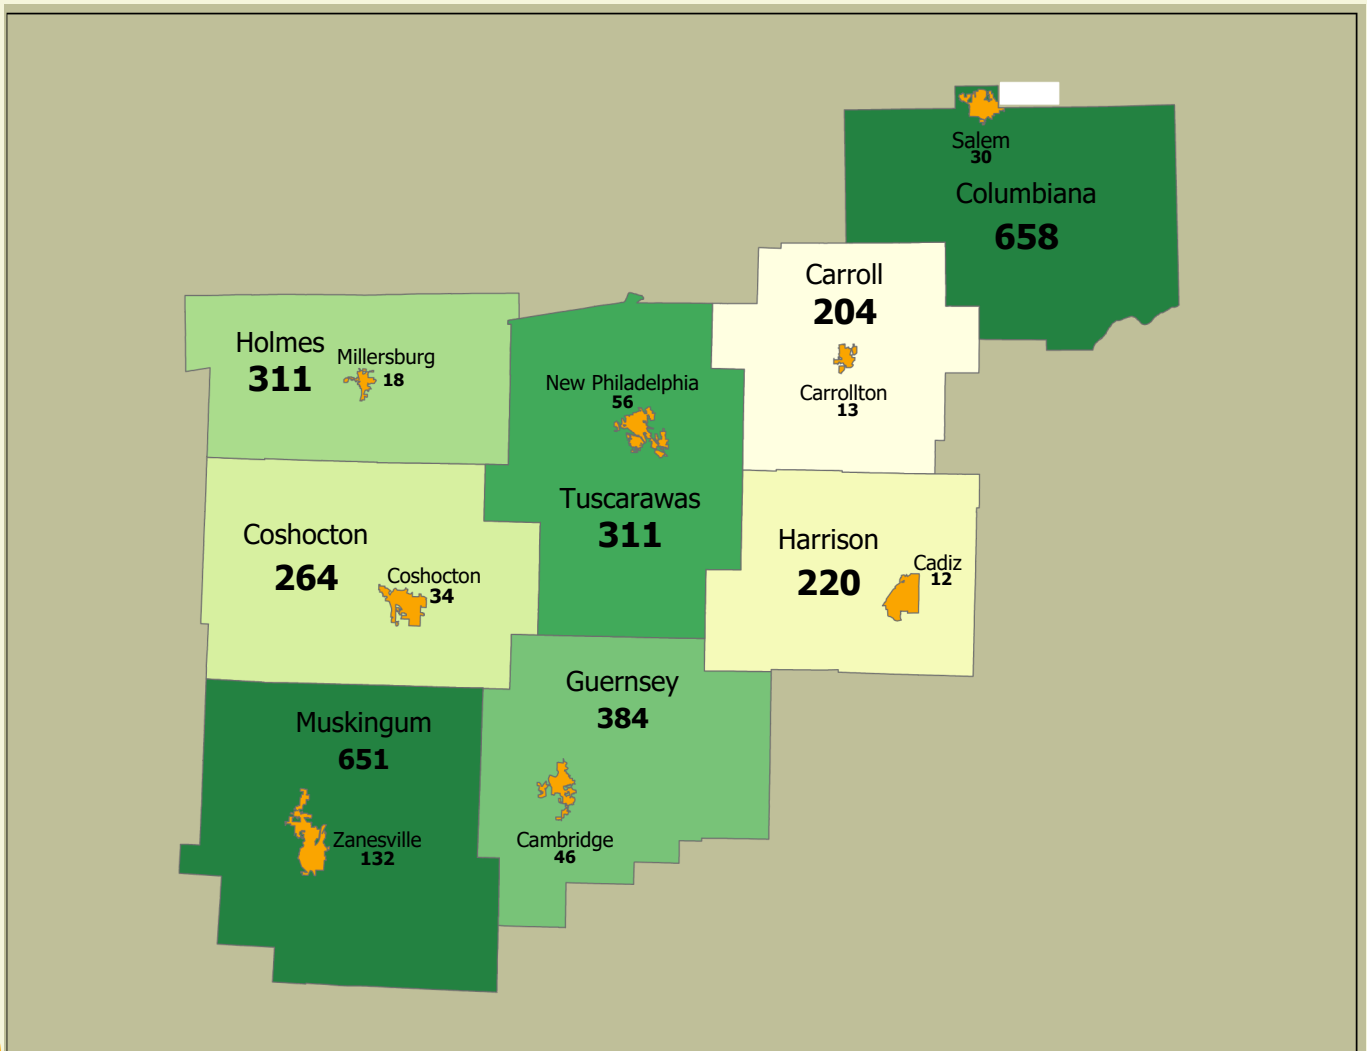 Salem
30
Columbiana
658
Carroll
204
Carrollton
13
Holmes
311
Millersburg
18
New Philadelphia
56
Tuscarawas
311
Coshocton
264
Coshocton
34
Harrison
220
Cadiz
12
Guernsey
384
Cambridge
46
Muskingum
651
Zanesville
132